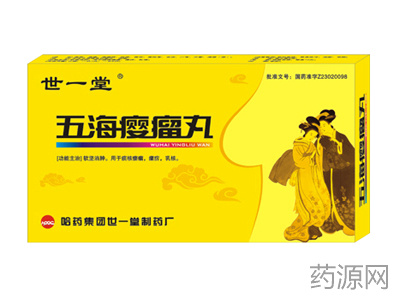 世一堂®
批准文号：国药准字Z23020098
五海瘿瘤丸
WUHAI YINGLIU WAN
[功能主治] 软坚消肿。用于痰核瘿瘤，瘰疬，乳核。
HPGC
哈药集团世一堂制药厂
五海瘿瘤丸
药源网